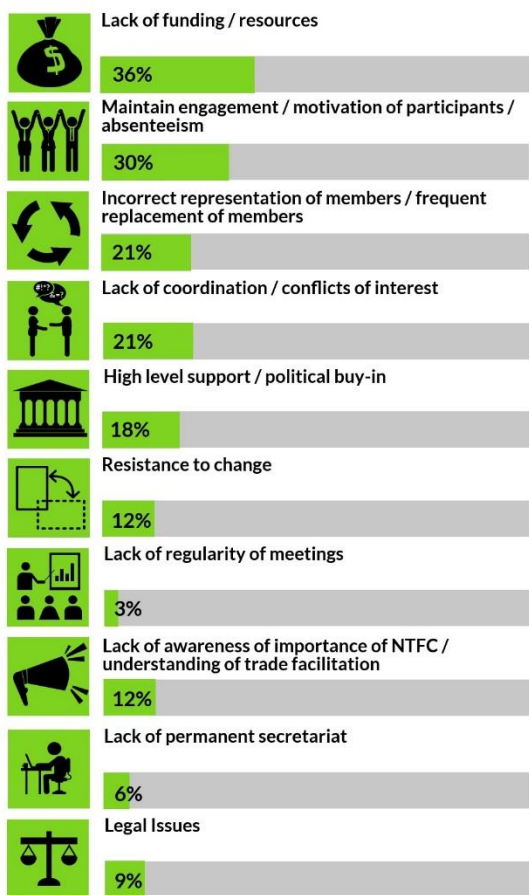 $
Lack of funding / resources
36%
Maintain engagement / motivation of participants /
absenteeism
30%
Incorrect representation of members / frequent
replacement of members
21%
#!*?
&-?
Lack of coordination / conflicts of interest
21%
High level support / political buy-in
18%
Resistance to change
12%
Lack of regularity of meetings
3%
Lack of awareness of importance of NTFC /
understanding of trade facilitation
12%
Lack of permanent secretariat
6%
Legal Issues
9%